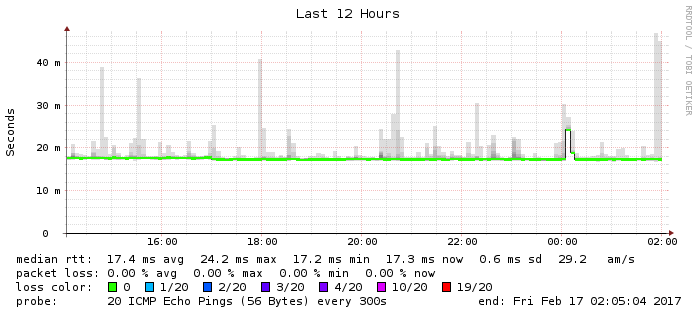 Last 12 Hours
RRDTOOL / TOBI OETIKER
Seconds
40 m
30 m
20 m
10 m
0
16:00 18:00 20:00 22:00 00:00 02:00
median rtt: 17.4 ms avg 24.2 ms max 17.2 ms min 17.3 ms now 0.6 ms sd 29.2 am/s
packet loss: 0.00 % avg 0.00 % max 0.00 % min 0.00 % now
loss color: 0 1/20 2/20 3/20 4/20 10/20 19/20
probe: 20 ICMP Echo Pings (56 Bytes) every 300s end: Fri Feb 17 02:05:04 2017